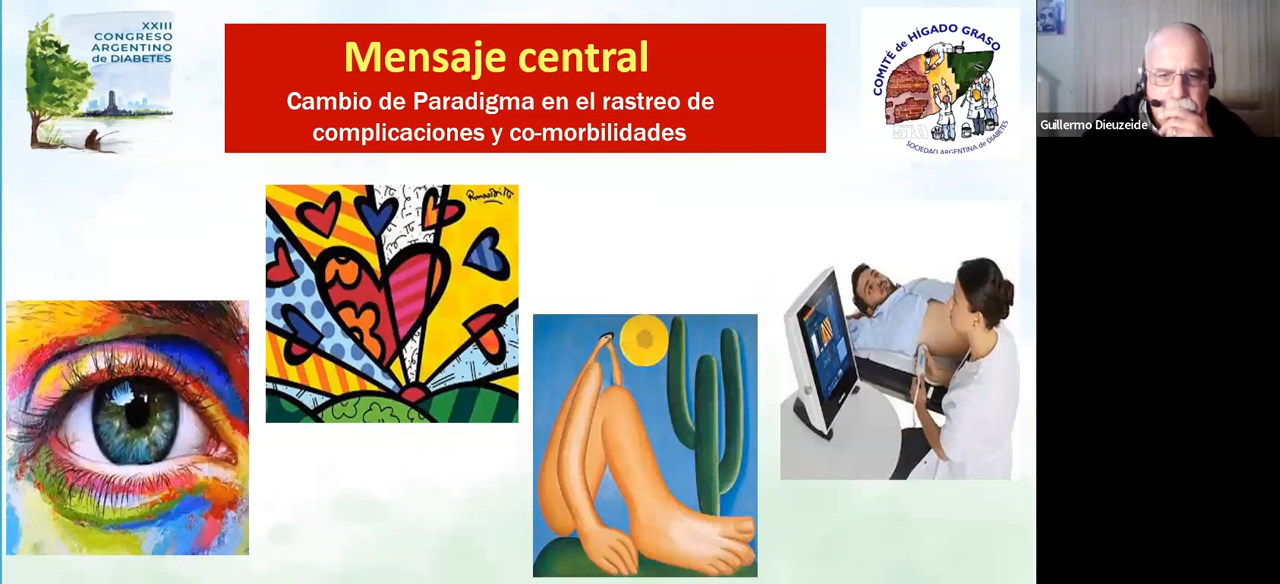 XXIII
CONGRESO
ARGENTINO
de DIABETES
Mensaje central
Cambio de Paradigma en el rastreo de
complicaciones y co-morbilidades
COMITÉ de HÍGADO GRASO
SOCIEDAD ARGENTINA de DIABETES
Guillermo Dieuzeide